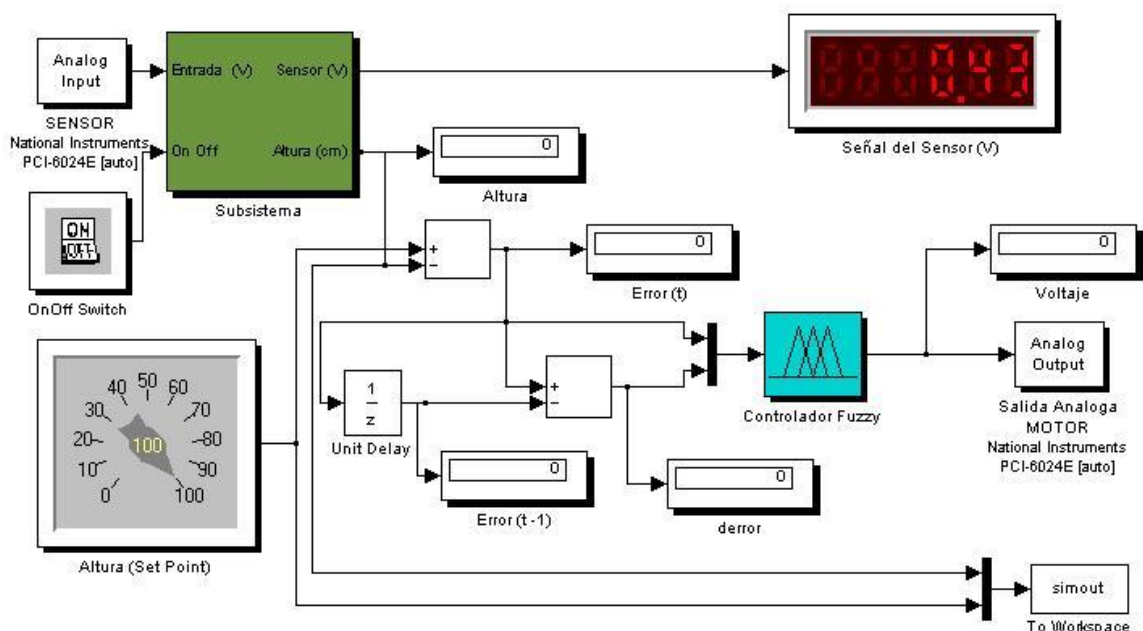 Analog
Input
SENSOR
National Instruments
PCI-6024E [auto]
Entrada (V)
Sensor (V)
On Off
Altura (cm)
Subsistema
0.43
Señal del Sensor (V)
0
Altura
ON
OFF
OnOff Switch
+
−
0
Error (t)
0
Voltaje
Analog
Output
Salida Analoga
MOTOR
National Instruments
PCI-6024E [auto]
Controlador Fuzzy
+
−
1
z
Unit Delay
0
Error (t -1)
0
derror
0
10
20
30
40
50
60
70
80
90
100
100
Altura (Set Point)
simout
To Workspace